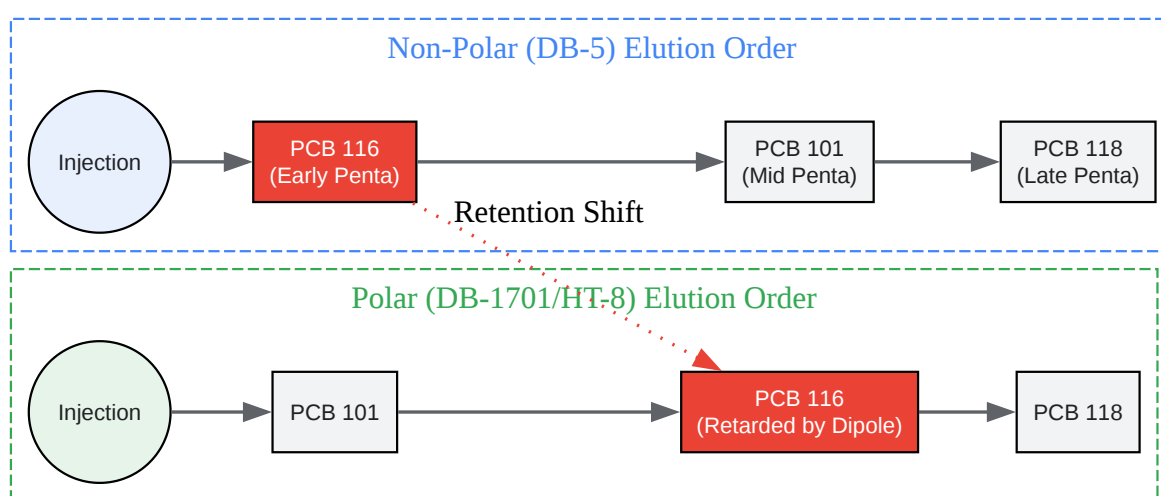 Non-Polar (DB-5) Elution Order
Injection
PCB 116
(Early Penta)
PCB 101
(Mid Penta)
PCB 118
(Late Penta)
Retention Shift
Polar (DB-1701/HT-8) Elution Order
Injection
PCB 101
PCB 116
(Retarded by Dipole)
PCB 118